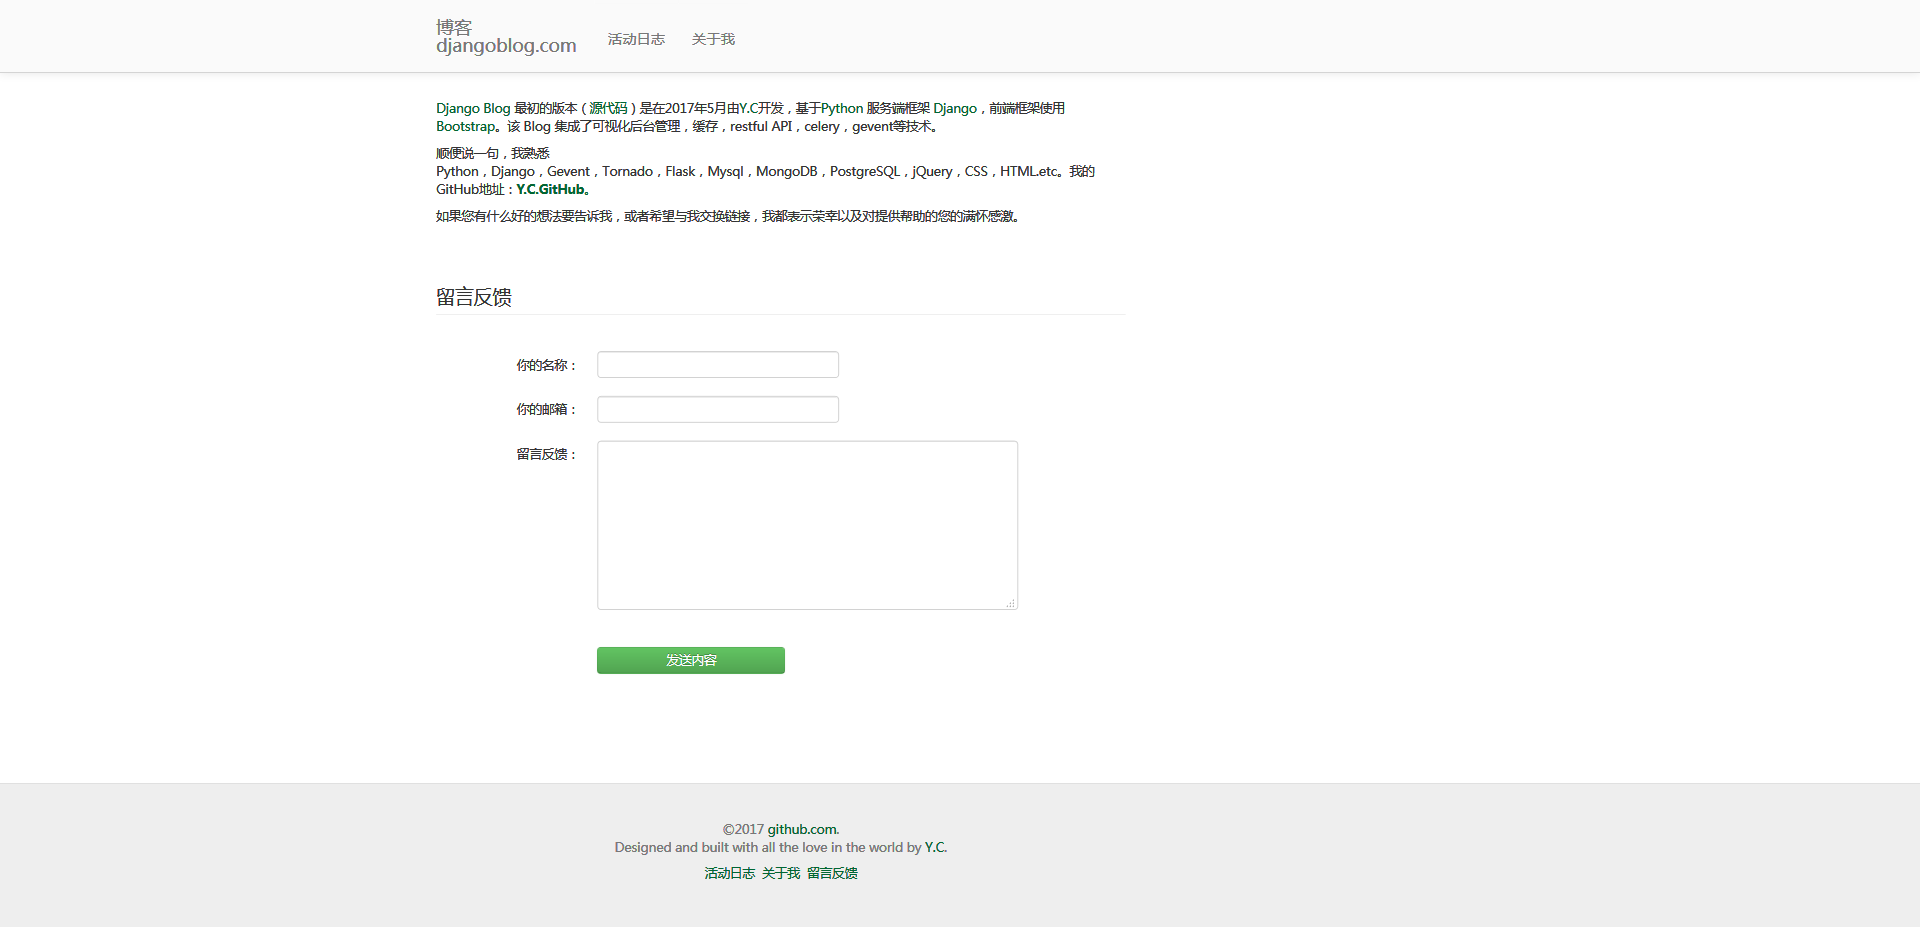 博客
djangoblog.com
活动日志
关于我
Django Blog 最初的版本（源代码）是在2017年5月由Y.C开发，基于Python 服务端框架 Django，前端框架使用
Bootstrap。该 Blog 集成了可视化后台管理，缓存，restful API，celery，gevent等技术。
顺便说一句，我熟悉
Python，Django，Gevent，Tornado，Flask，Mysql，MongoDB，PostgreSQL，jQuery，CSS，HTML.etc。我的
GitHub地址：Y.C.GitHub。
如果您有什么好的想法要告诉我，或者希望与我交换链接，我都表示荣幸以及对提供帮助的您的满怀感激。
留言反馈
你的名称：
你的邮箱：
留言反馈：
发送内容
©2017 github.com.
Designed and built with all the love in the world by Y.C.
活动日志 关于我 留言反馈